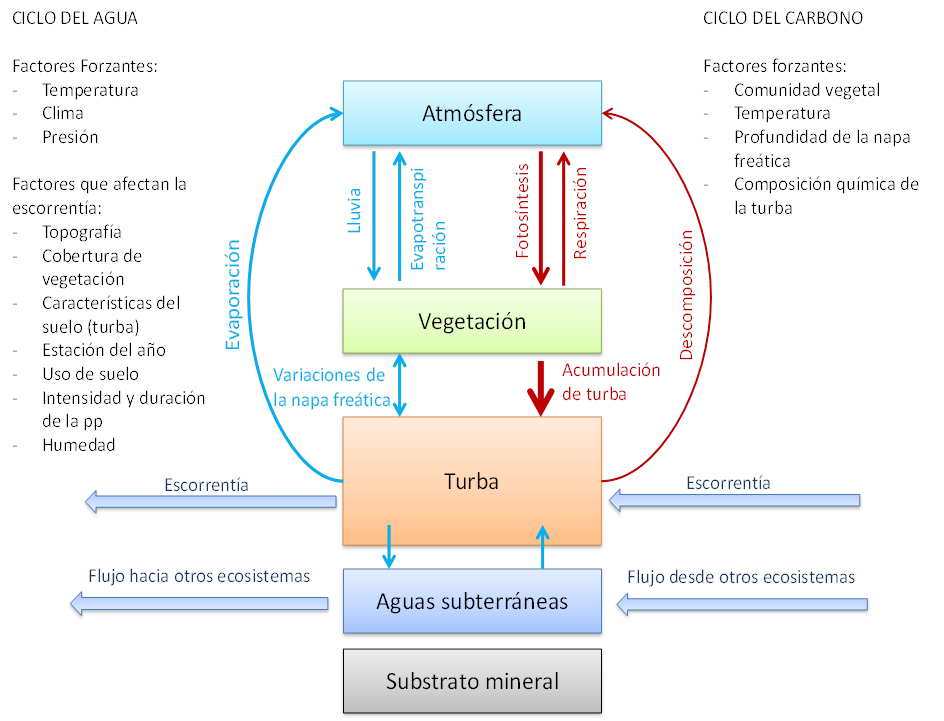 CICLO DEL AGUA
Factores Forzantes:
- Temperatura
- Clima
- Presión
Factores que afectan la
escorrentía:
- Topografía
- Cobertura de
vegetación
- Características del
suelo (turba)
- Estación del año
- Uso de suelo
- Intensidad y duración
de la pp
- Humedad
CICLO DEL CARBONO
Factores forzantes:
- Comunidad vegetal
- Temperatura
- Profundidad de la napa
freática
- Composición química de
la turba
Atmósfera
Lluvia
Evapotranspi
ración
Fotosíntesis
Respiración
Evaporación
Descomposición
Vegetación
Variaciones de
la napa freática
Acumulación
de turba
Turba
Escorrentía
Escorrentía
Flujo hacia otros ecosistemas
Aguas subterráneas
Flujo desde otros ecosistemas
Substrato mineral